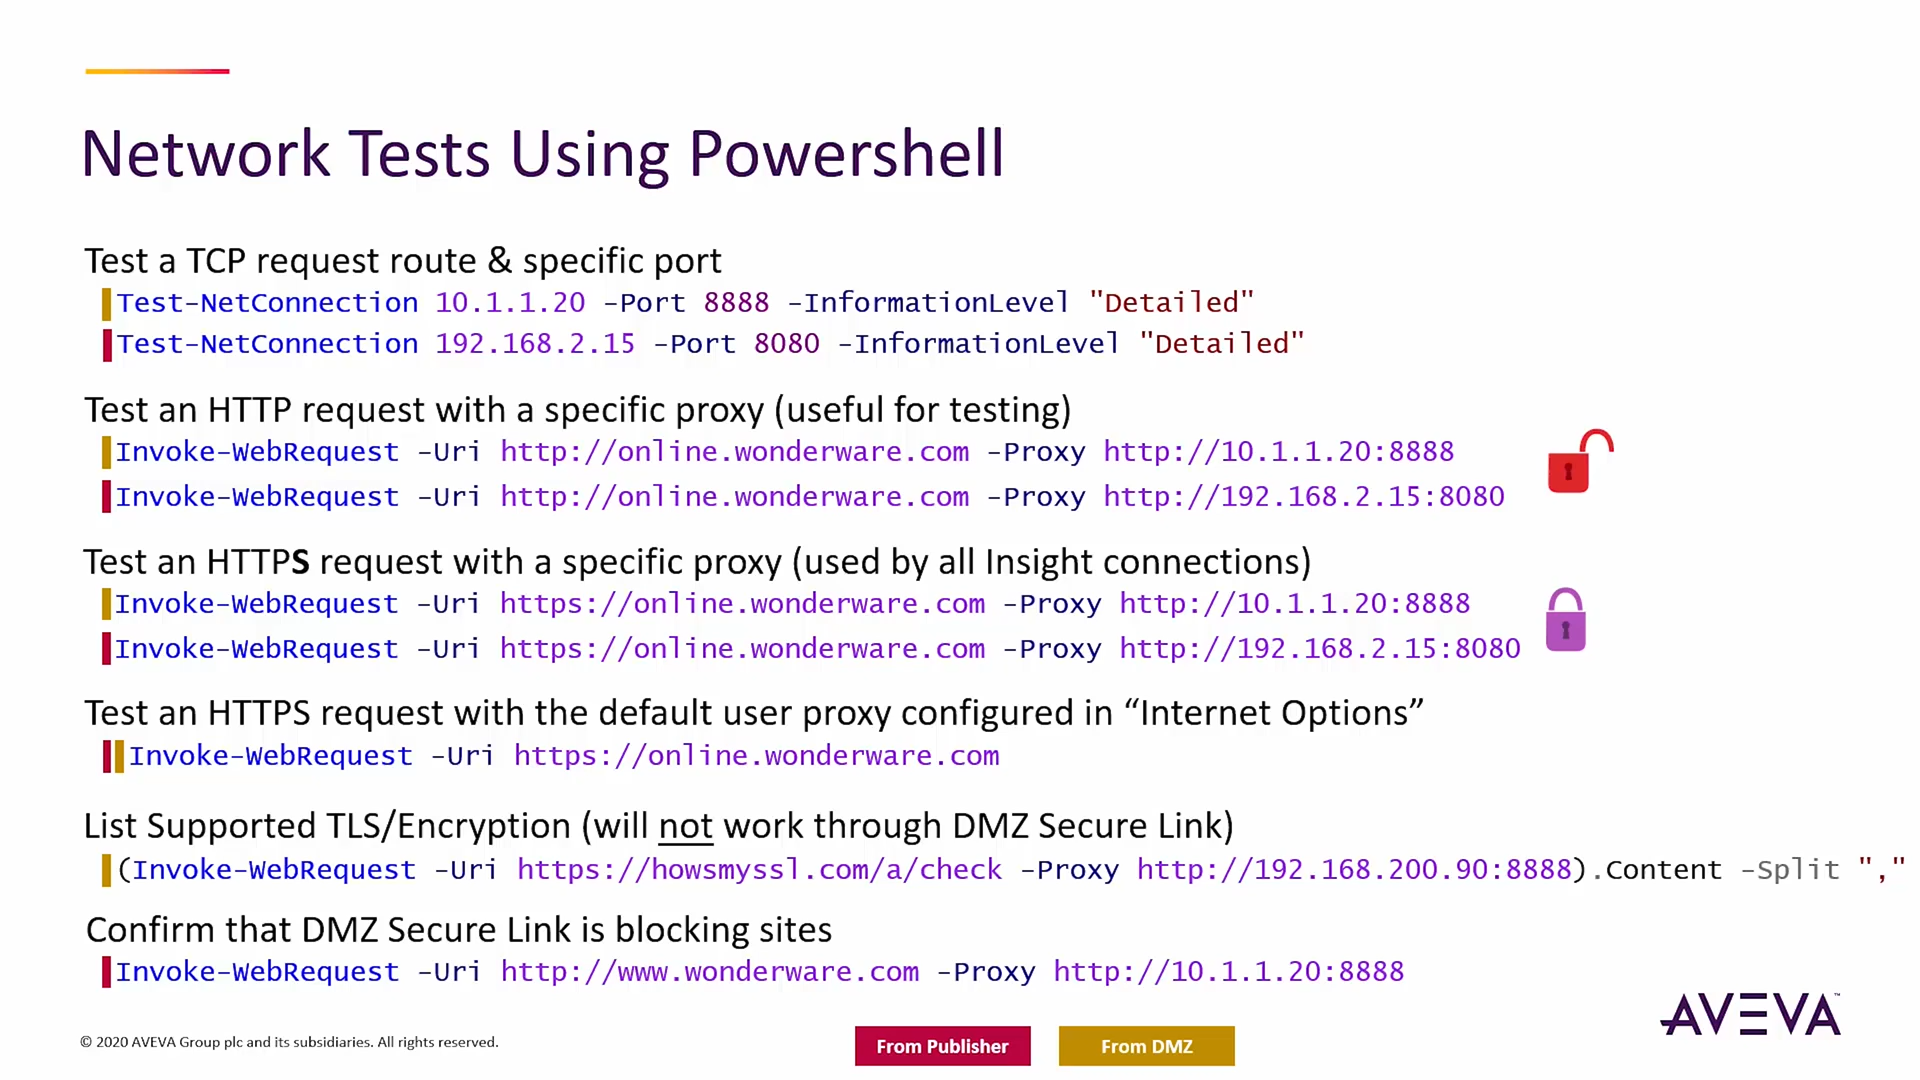 Network Tests Using Powershell
Test a TCP request route & specific port
Test-NetConnection 10.1.1.20 -Port 8888 -InformationLevel "Detailed"
Test-NetConnection 192.168.2.15 -Port 8080 -InformationLevel "Detailed"
Test an HTTP request with a specific proxy (useful for testing)
Invoke-WebRequest -Uri http://online.wonderware.com -Proxy http://10.1.1.20:8888
Invoke-WebRequest -Uri http://online.wonderware.com -Proxy http://192.168.2.15:8080
Test an HTTPS request with a specific proxy (used by all Insight connections)
Invoke-WebRequest -Uri https://online.wonderware.com -Proxy http://10.1.1.20:8888
Invoke-WebRequest -Uri https://online.wonderware.com -Proxy http://192.168.2.15:8080
Test an HTTPS request with the default user proxy configured in “Internet Options”
Invoke-WebRequest -Uri https://online.wonderware.com
List Supported TLS/Encryption (will not work through DMZ Secure Link)
(Invoke-WebRequest -Uri https://howsmyssl.com/a/check -Proxy http://192.168.200.90:8888).Content -Split ","
Confirm that DMZ Secure Link is blocking sites
Invoke-WebRequest -Uri http://www.wonderware.com -Proxy http://10.1.1.20:8888
AVEVA™
© 2020 AVEVA Group plc and its subsidiaries. All rights reserved.
From Publisher
From DMZ